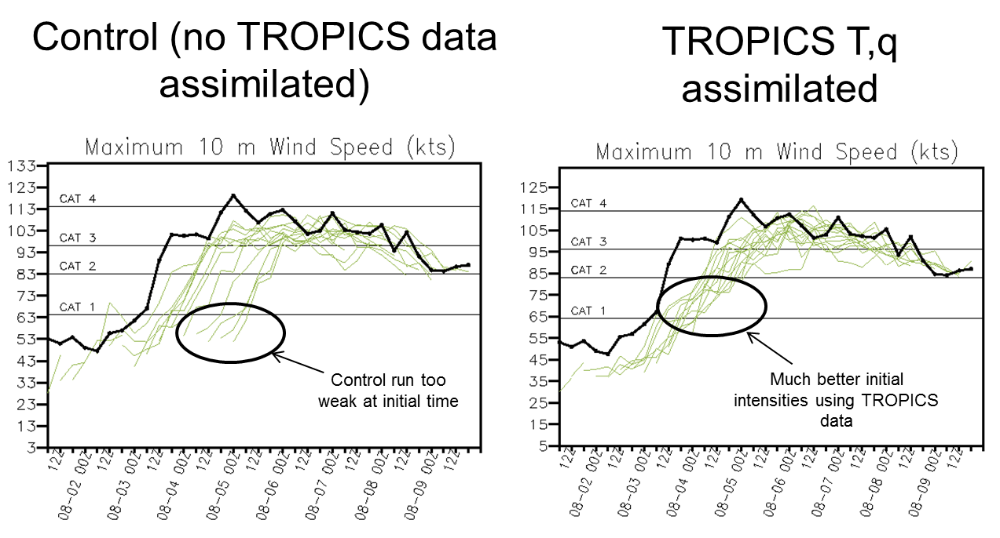 Control (no TROPICS data
assimilated)
TROPICS T,q
assimilated
Maximum 10 m Wind Speed (kts)
133
123
113
103
93
83
73
63
53
43
33
23
13
3
CAT 4
CAT 3
CAT 2
CAT 1
Control run too
weak at initial time
12Z
08-02 00Z
12Z
08-03 00Z
12Z
08-04 00Z
12Z
08-05 00Z
12Z
08-06 00Z
12Z
08-07 00Z
12Z
08-08 00Z
12Z
08-09 00Z
12Z
Maximum 10 m Wind Speed (kts)
125
115
105
95
85
75
65
55
45
35
25
15
5
CAT 4
CAT 3
CAT 2
CAT 1
Much better initial
intensities using TROPICS
data
12Z
08-02 00Z
12Z
08-03 00Z
12Z
08-04 00Z
12Z
08-05 00Z
12Z
08-06 00Z
12Z
08-07 00Z
12Z
08-08 00Z
12Z
08-09 00Z
12Z